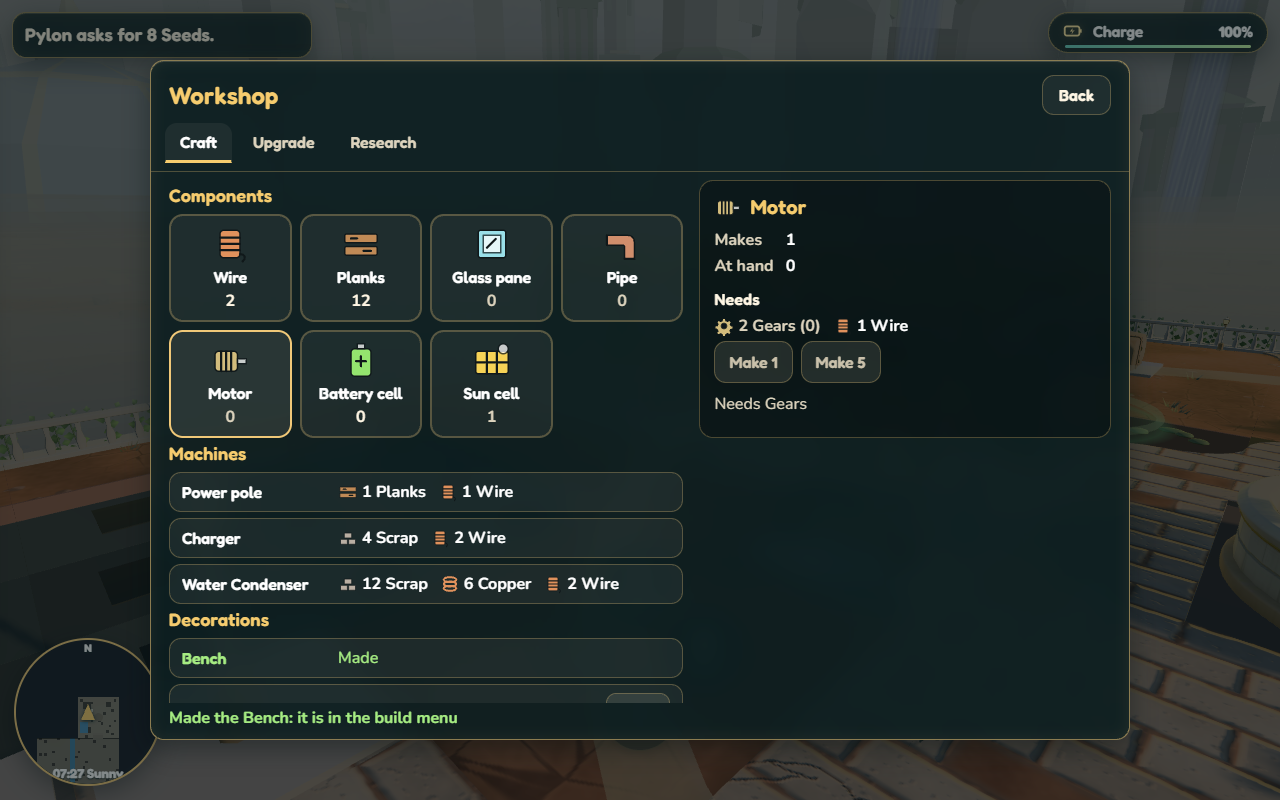 Pylon asks for 8 Seeds.
Charge 100%
Workshop
Back
Craft Upgrade Research
Components
Wire
2
Planks
12
Glass pane
0
Pipe
0
Motor
0
Battery cell
0
Sun cell
1
Machines
Power pole 1 Planks 1 Wire
Charger 4 Scrap 2 Wire
Water Condenser 12 Scrap 6 Copper 2 Wire
Decorations
Bench Made
Made the Bench: it is in the build menu
Motor
Makes 1
At hand 0
Needs
2 Gears (0) 1 Wire
Make 1 Make 5
Needs Gears
N
07:27 Sunny